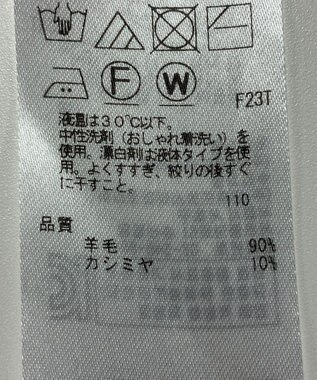 F W
F23T
液温は30℃以下。
中性洗剤（おしゃれ着洗い）を
使用。漂白剤は液体タイプを使
用。よくすすぎ、絞りの後すぐ
に干すこと。
110
品質
羊毛 90%
カシミヤ 10%